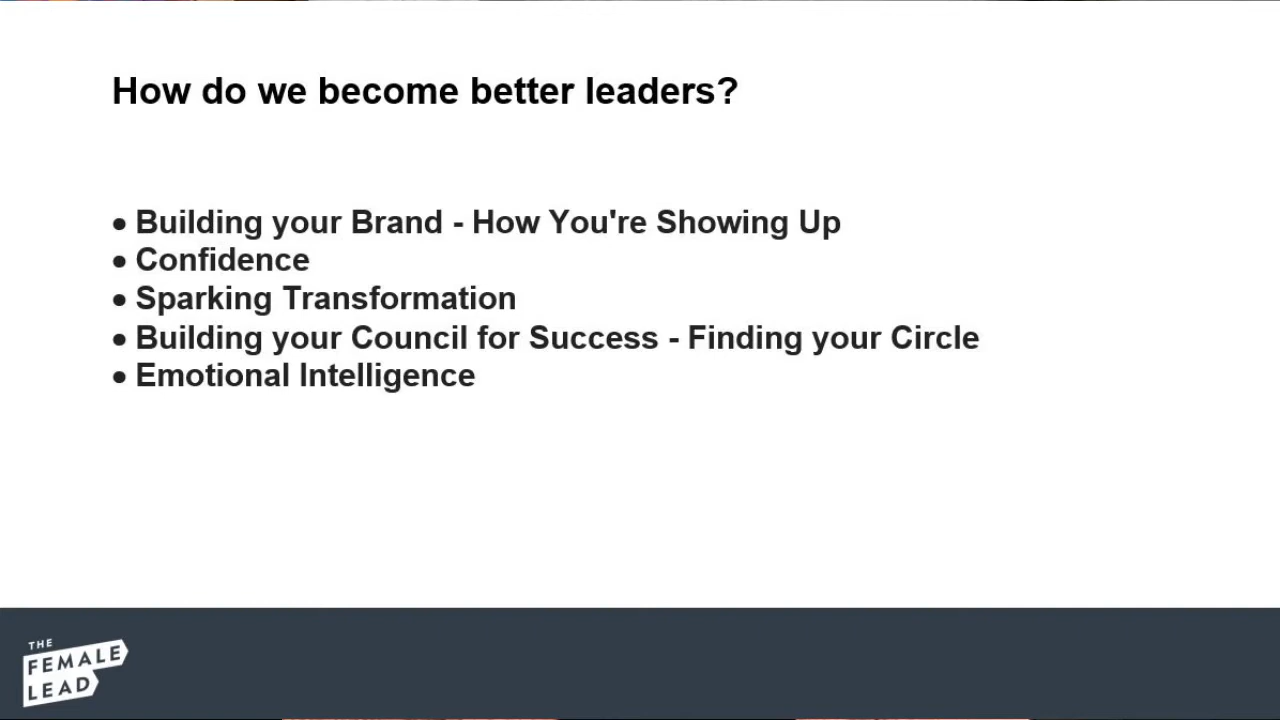 How do we become better leaders?
• Building your Brand - How You're Showing Up
• Confidence
• Sparking Transformation
• Building your Council for Success - Finding your Circle
• Emotional Intelligence
THE
FEMALE
LEAD